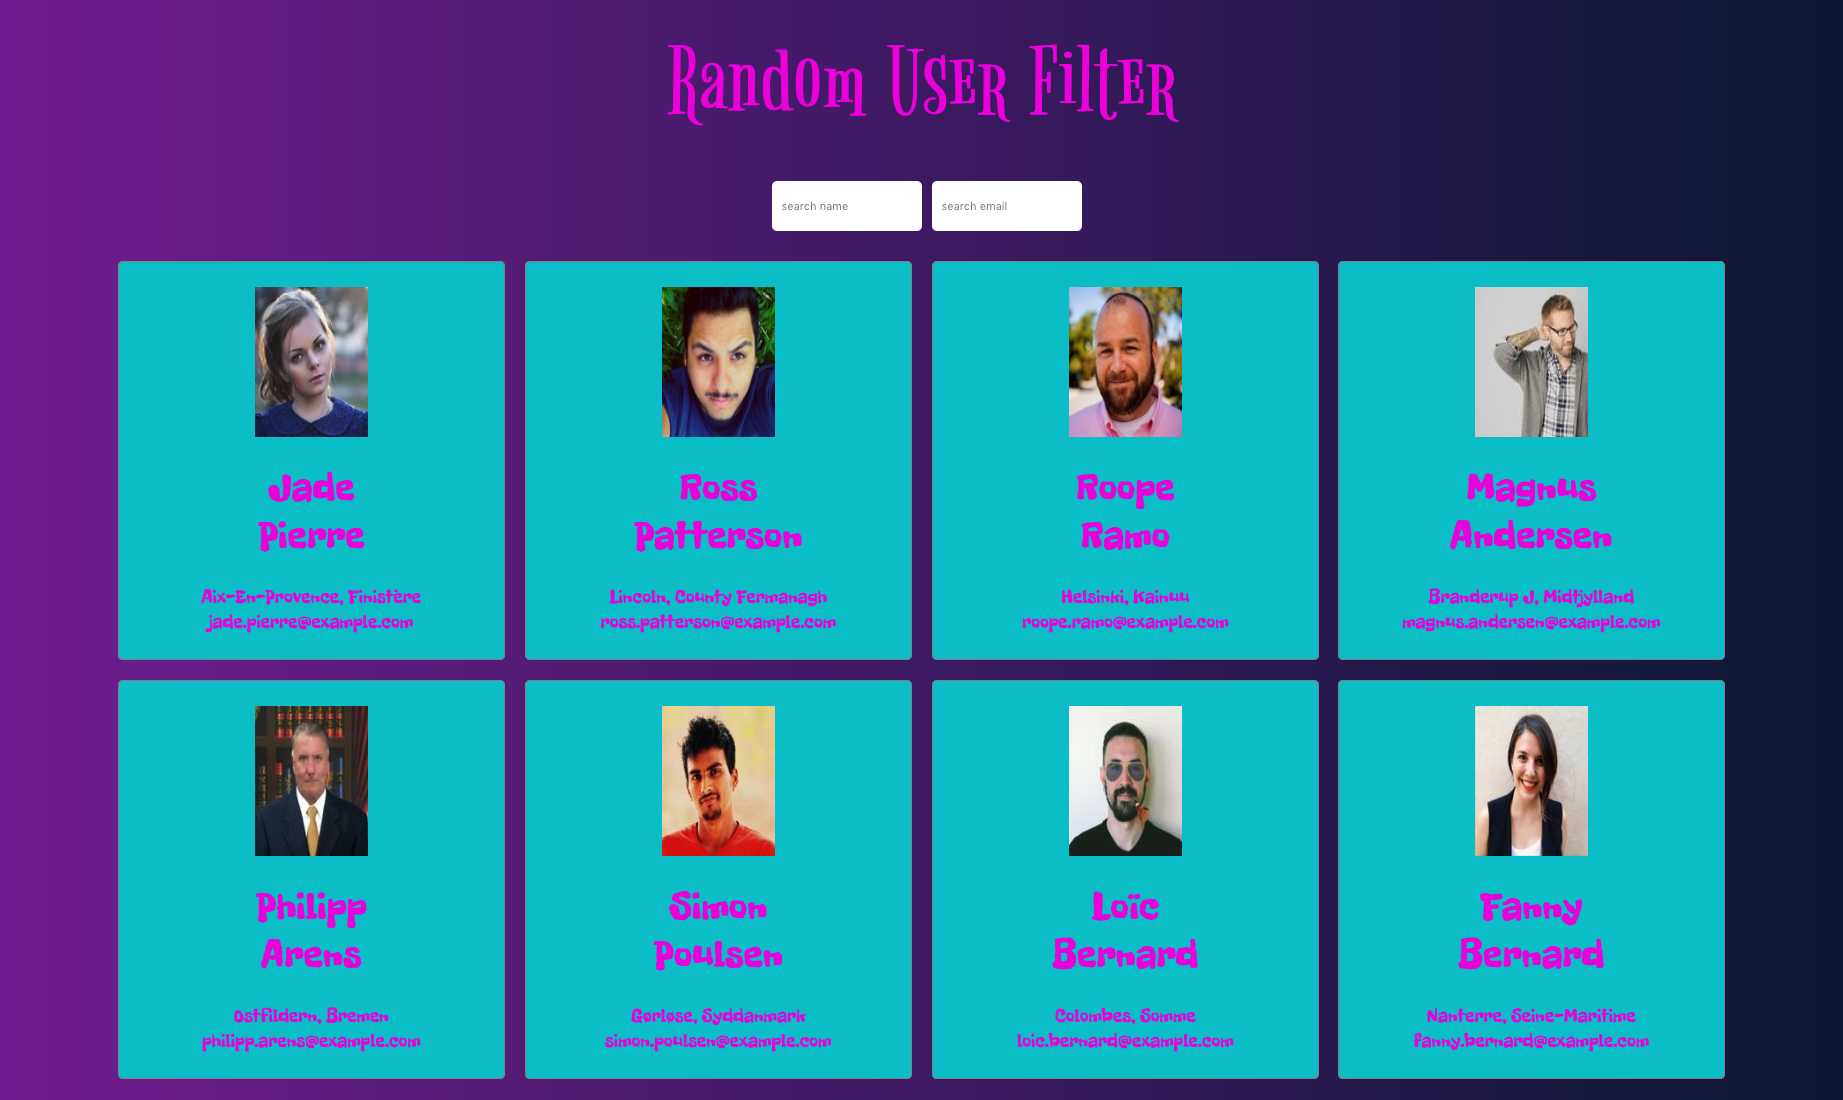 Random User Filter
search name
search email
Jade
Pierre
Aix-En-Provence, Finistère
jade.pierre@example.com
Ross
Patterson
Lincoln, County Fermanagh
ross.patterson@example.com
Roope
Ramo
Helsinki, Kainuu
roope.ramo@example.com
Magnus
Andersen
Branderup J, Midtjylland
magnus.andersen@example.com
Philipp
Arens
Ostfildern, Bremen
philipp.arens@example.com
Simon
Poulsen
Gørløse, Syddanmark
simon.poulsen@example.com
Loïc
Bernard
Colombes, Somme
loic.bernard@example.com
Fanny
Bernard
Nanterre, Seine-Maritime
fanny.bernard@example.com